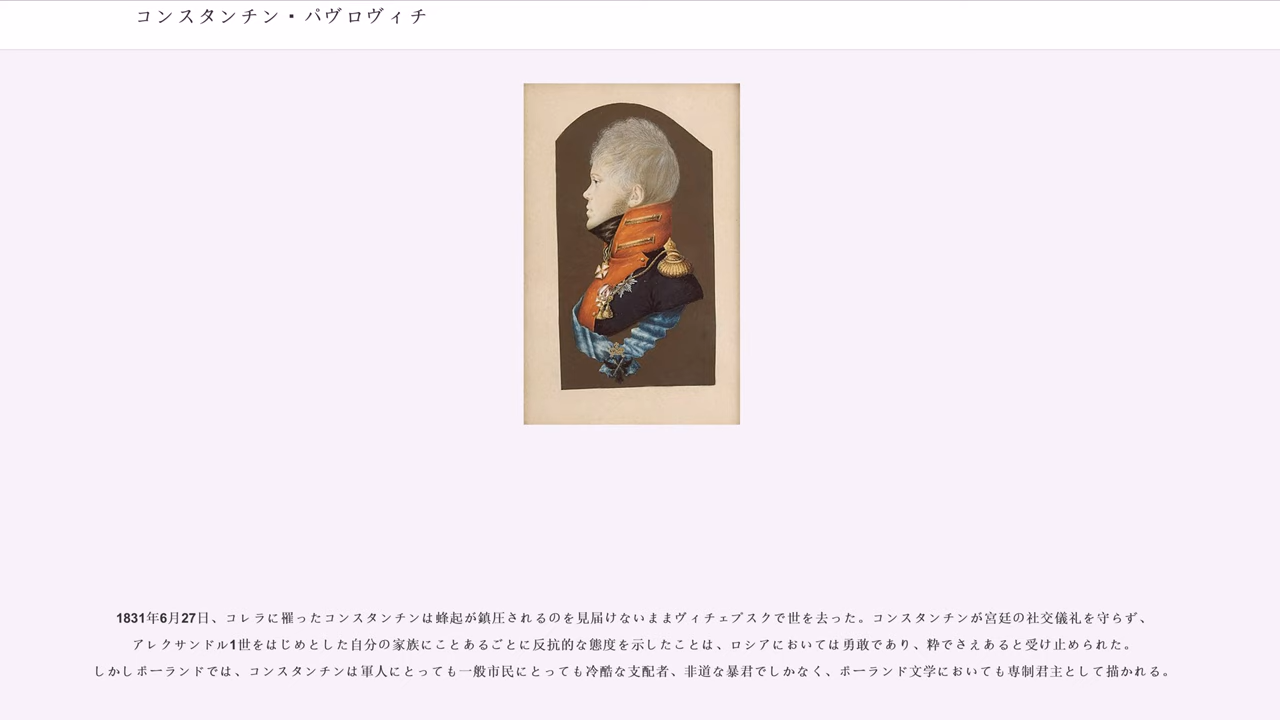 コンスタンチン・パヴロヴィチ
1831年6月27日、コレラに罹ったコンスタンチンは蜂起が鎮圧されるのを見届けないままヴィチェプスクで世を去った。コンスタンチンが宮廷の社交儀礼を守らず、
アレクサンドル1世をはじめとした自分の家族にことあるごとに反抗的な態度を示したことは、ロシアにおいては勇敢であり、粋でさえあると受け止められた。
しかしポーランドでは、コンスタンチンは軍人にとっても一般市民にとっても冷酷な支配者、非道な暴君でしかなく、ポーランド文学においても専制君主として描かれる。